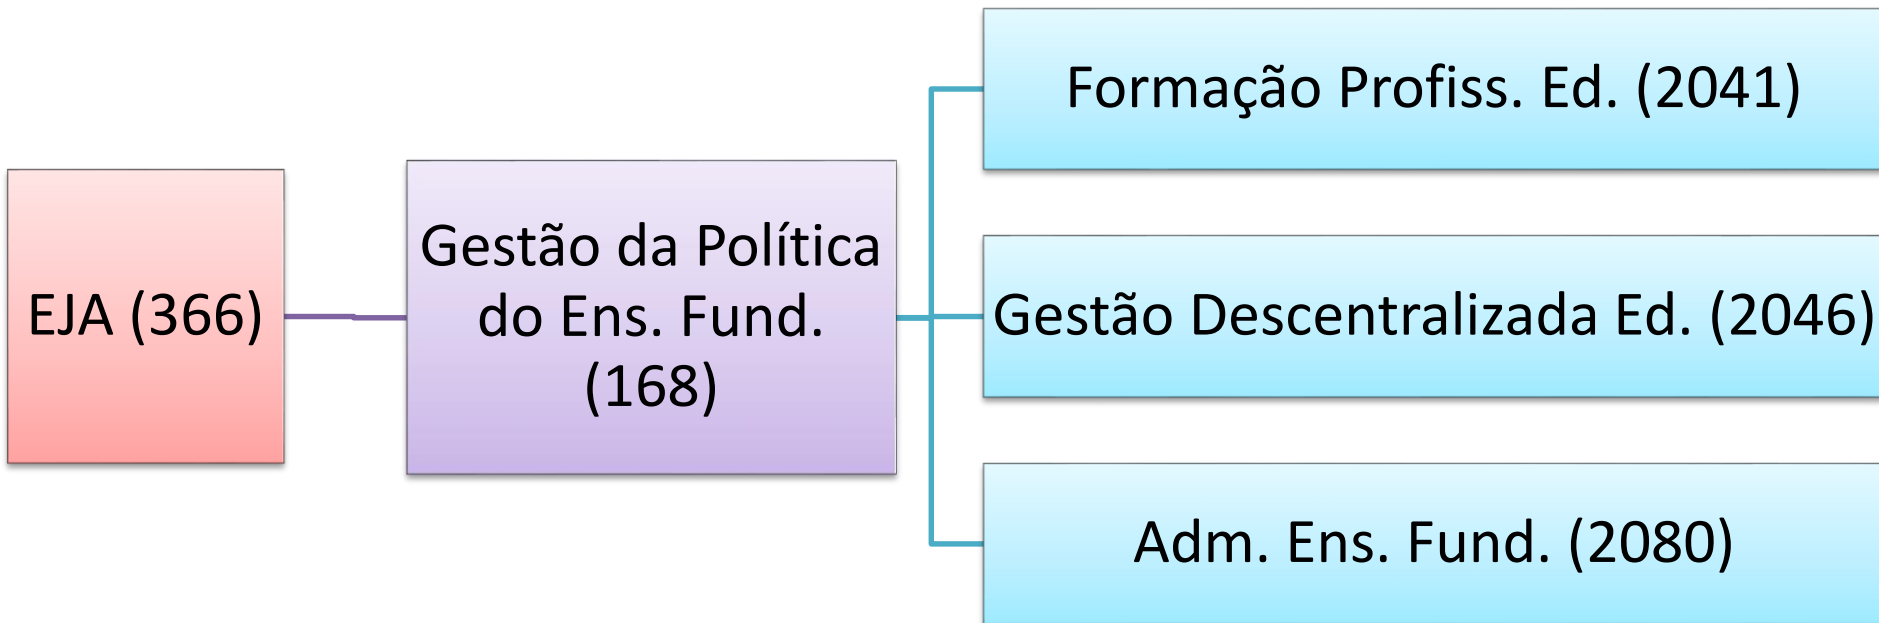 EJA (366)
Gestão da Política
do Ens. Fund.
(168)
Formação Profiss. Ed. (2041)
Gestão Descentralizada Ed. (2046)
Adm. Ens. Fund. (2080)